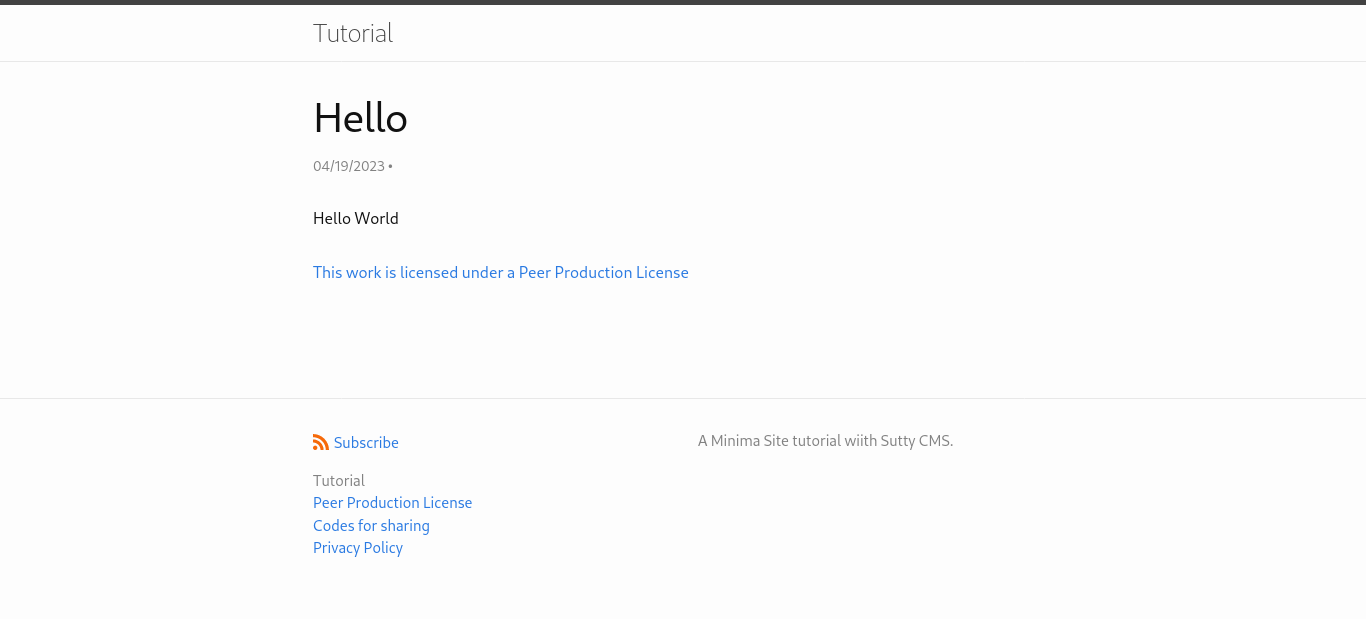 Tutorial
Hello
04/19/2023 •
Hello World
This work is licensed under a Peer Production License
Subscribe
A Minima Site tutorial wiith Sutty CMS.
Tutorial
Peer Production License
Codes for sharing
Privacy Policy